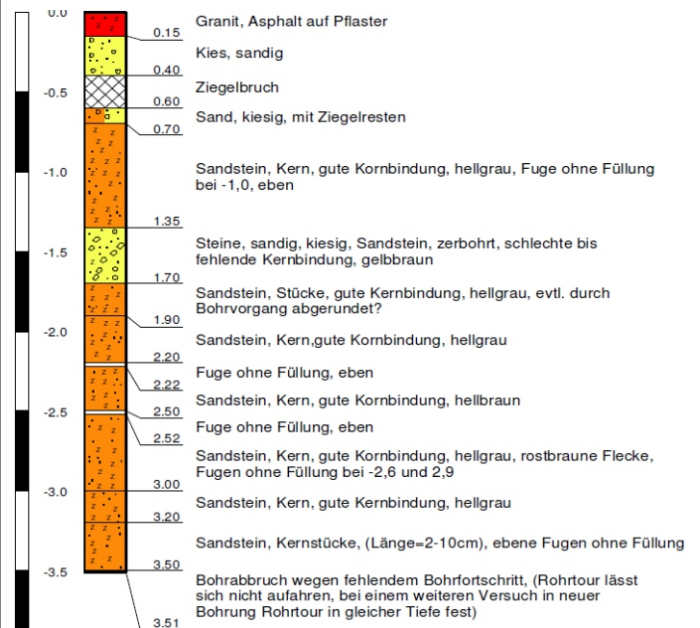 0.0
Granit, Asphalt auf Pflaster
0.15
Kies, sandig
0.40
Ziegelbruch
-0.5
0.60
Sand, kiesig, mit Ziegelresten
0.70
Sandstein, Kern, gute Kornbindung, hellgrau, Fuge ohne Füllung
bei -1,0, eben
-1.0
1.35
Steine, sandig, kiesig, Sandstein, zerbohrt, schlechte bis
fehlende Kernbindung, gelbbraun
-1.5
1.70
Sandstein, Stücke, gute Kernbindung, hellgrau, evtl. durch
Bohrvorgang abgerundet?
1.90
-2.0
Sandstein, Kern,gute Kornbindung, hellgrau
2.20
Fuge ohne Füllung, eben
2.22
Sandstein, Kern, gute Kornbindung, hellbraun
-2.5
2.50
Fuge ohne Füllung, eben
2.52
Sandstein, Kern, gute Kornbindung, hellgrau, rostbraune Flecke,
Fugen ohne Füllung bei -2,6 und 2,9
3.00
-3.0
Sandstein, Kern, gute Kernbindung, hellgrau
3.20
Sandstein, Kernstücke, (Länge=2-10cm), ebene Fugen ohne Füllung
3.50
-3.5
Bohrabbruch wegen fehlendem Bohrfortschritt, (Rohrtour lässt
sich nicht aufahren, bei einem weiteren Versuch in neuer
Bohrung Rohrtour in gleicher Tiefe fest)
3.51